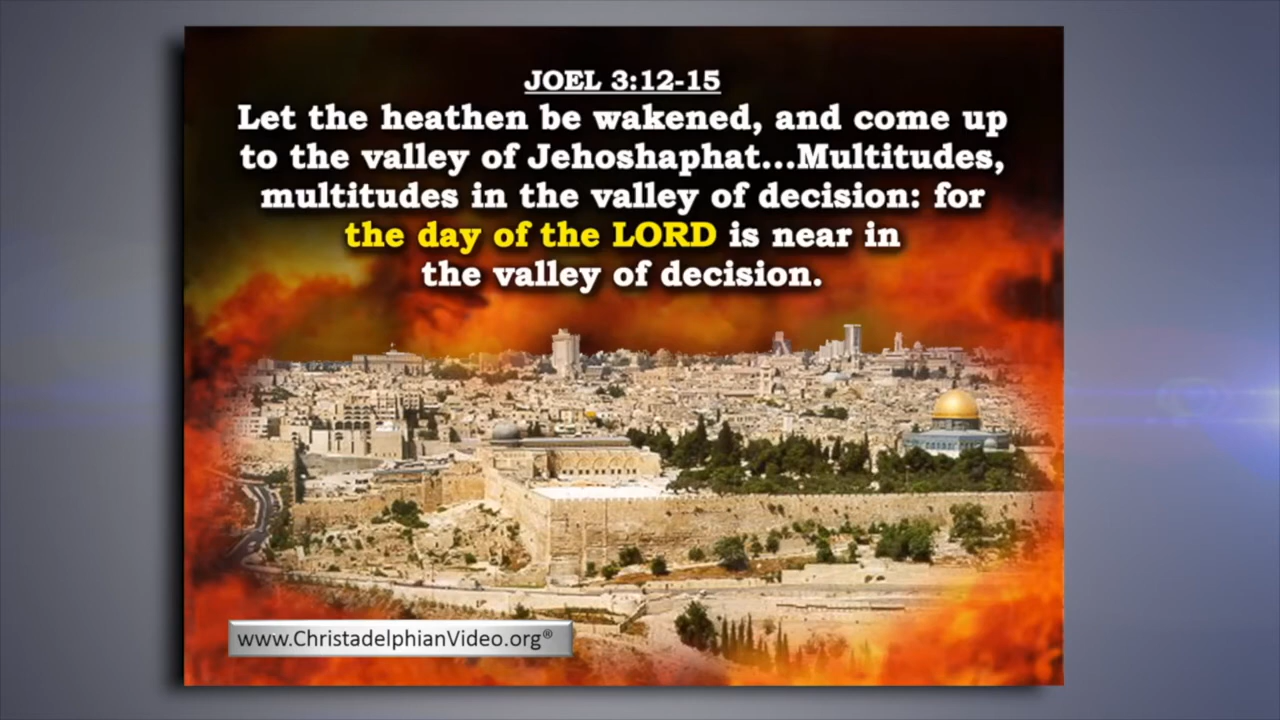 JOEL 3:12-15
Let the heathen be wakened, and come up
to the valley of Jehoshaphat...Multitudes,
multitudes in the valley of decision: for
the day of the LORD is near in
the valley of decision.
www.ChristadelphianVideo.org®